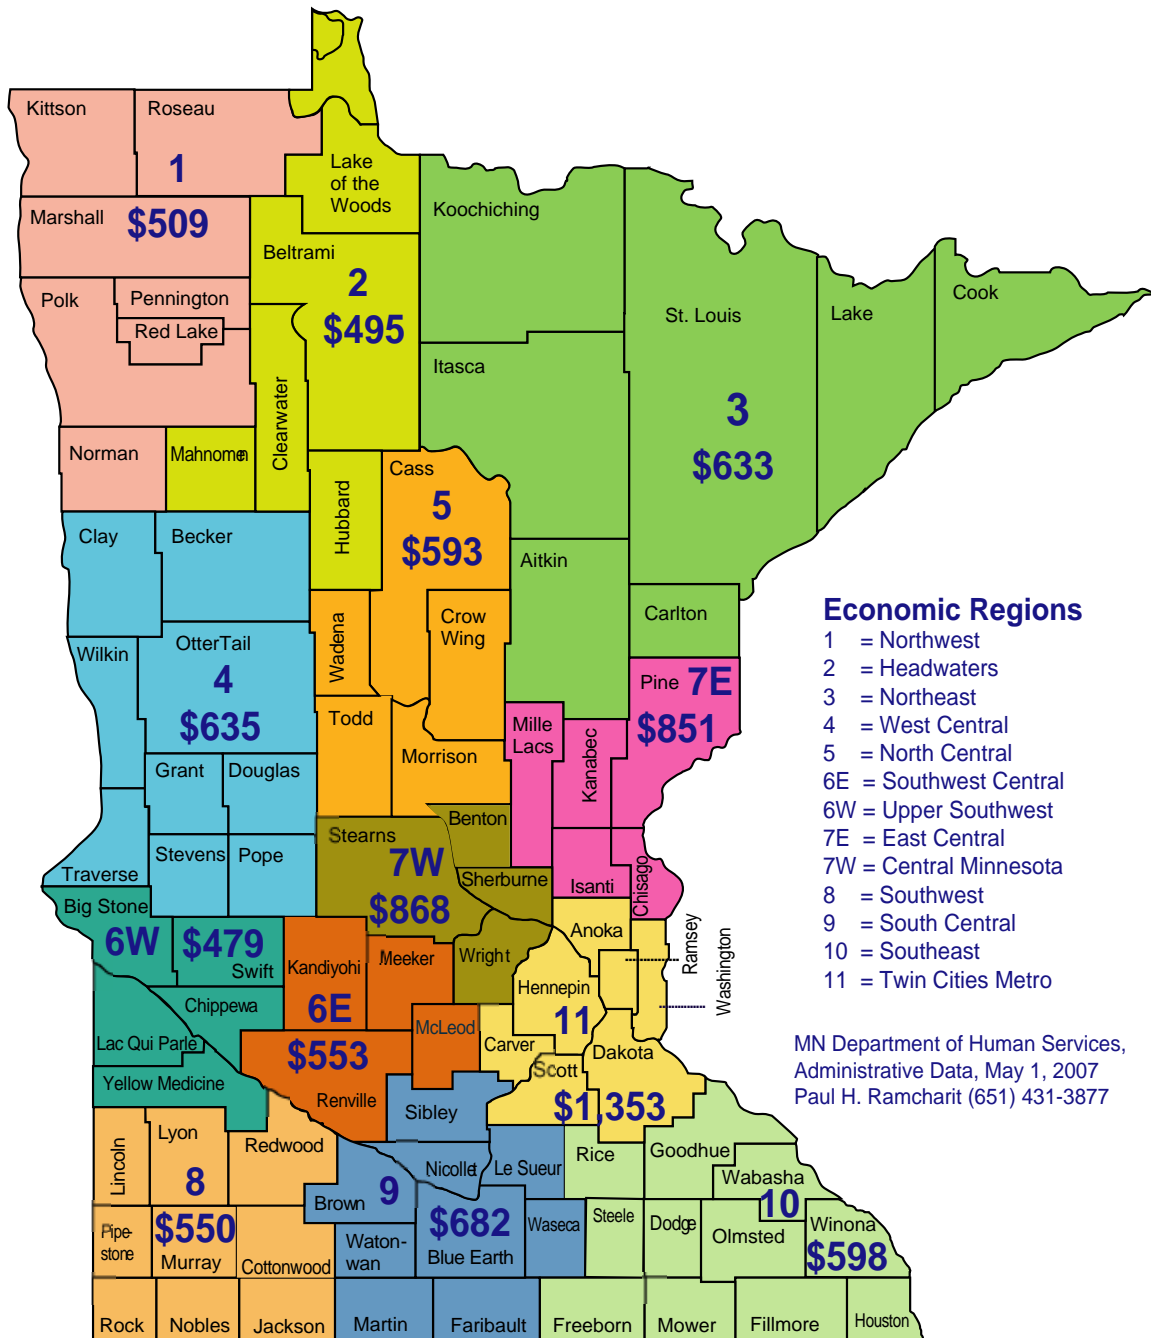 Kittson
Roseau
1
Lake
of the
Woods
Koochiching
Marshall
$509
Beltrami
2
$495
Polk
Pennington
Red Lake
St. Louis
Lake
Cook
Itasca
Clearwater
3
$633
Norman
Mahnomen
Hubbard
Cass
5
$593
Clay
Becker
Aitkin
Carlton
Wadena
Crow
Wing
Wilkin
OtterTail
4
$635
Pine
7E
$851
Todd
Morrison
Mille
Lacs
Kanabec
Grant
Douglas
Benton
Stearns
7W
$868
Stevens
Pope
Traverse
Sherburne
Isanti
Chisago
Big Stone
6W
$479
Swift
Kandiyohi
Meeker
Wright
Anoka
Ramsey
Washington
Hennepin
11
Chippewa
6E
$553
McLeod
Carver
Lac Qui Parle
Dakota
Scott
$1,353
Yellow Medicine
Renville
Sibley
Lincoln
Lyon
Redwood
8
$550
Nicollet
Le Sueur
Rice
Goodhue
Wabasha
10
Brown
9
$682
Blue Earth
Waseca
Steele
Dodge
Olmsted
Winona
$598
Pipe-
stone
Murray
Cottonwood
Waton-
wan
Rock
Nobles
Jackson
Martin
Faribault
Freeborn
Mower
Fillmore
Houston
Economic Regions
1 = Northwest
2 = Headwaters
3 = Northeast
4 = West Central
5 = North Central
6E = Southwest Central
6W = Upper Southwest
7E = East Central
7W = Central Minnesota
8 = Southwest
9 = South Central
10 = Southeast
11 = Twin Cities Metro
MN Department of Human Services,
Administrative Data, May 1, 2007
Paul H. Ramcharit (651) 431-3877